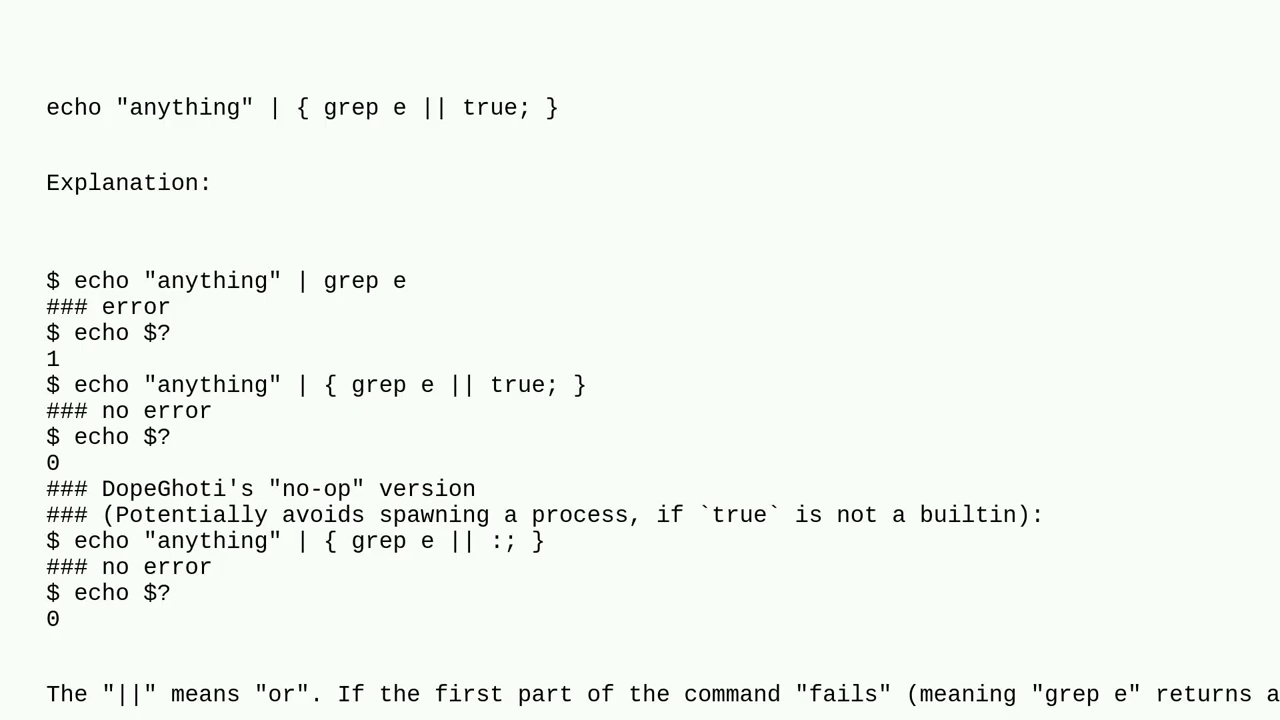 echo "anything" | { grep e || true; }
Explanation:
$ echo "anything" | grep e
### error
$ echo $?
1
$ echo "anything" | { grep e || true; }
### no error
$ echo $?
0
### DopeGhoti's "no-op" version
### (Potentially avoids spawning a process, if `true` is not a builtin):
$ echo "anything" | { grep e || :; }
### no error
$ echo $?
0
The "||" means "or". If the first part of the command "fails" (meaning "grep e" returns a